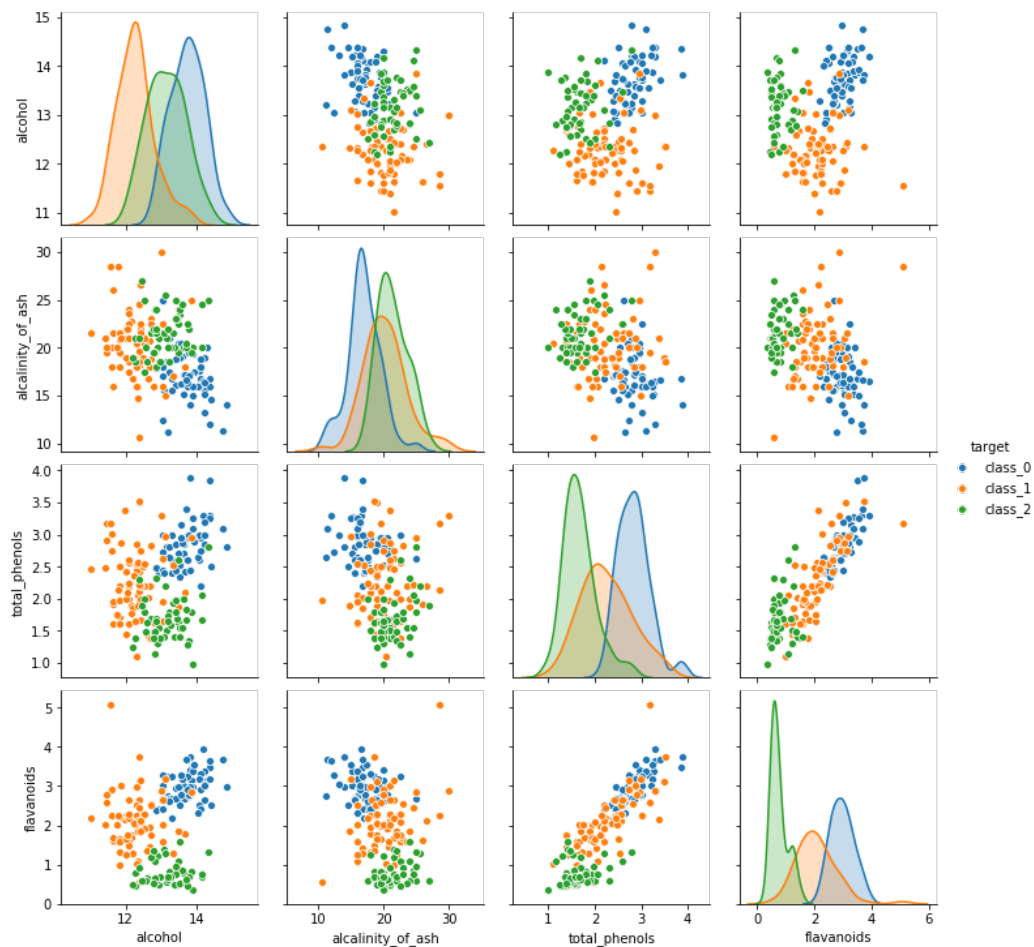 15
14
13
12
11
alcohol
30
25
20
15
10
alcalinity_of_ash
target
class_0
class_1
class_2
4.0
3.5
3.0
2.5
2.0
1.5
1.0
total_phenols
5
4
3
2
1
0
flavanoids
12 14
10 20 30
1 2 3 4
0 2 4 6
alcohol
alcalinity_of_ash
total_phenols
flavanoids